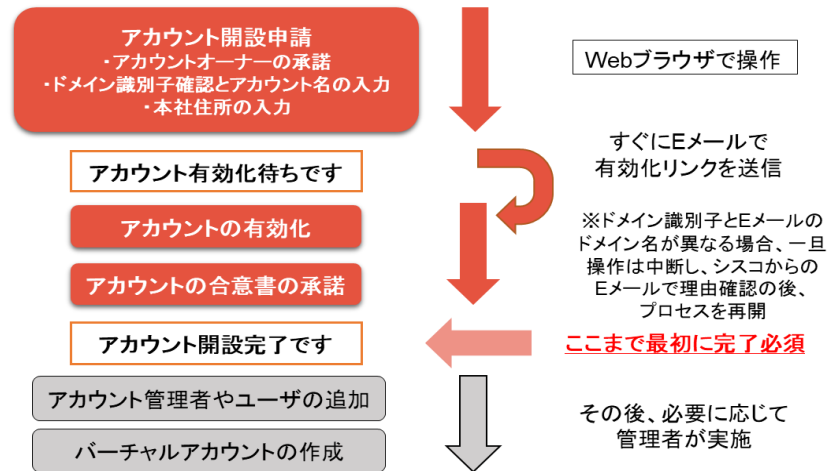 アカウント開設申請
・アカウントオーナーの承諾
・ドメイン識別子確認とアカウント名の入力
・本社住所の入力
Webブラウザで操作
アカウント有効化待ちです
すぐにEメールで
有効化リンクを送信
アカウントの有効化
アカウントの合意書の承諾
※ドメイン識別子とEメールの
ドメイン名が異なる場合、一旦
操作は中断し、シスコからの
Eメールで理由確認の後、
プロセスを再開
アカウント開設完了です
ここまで最初に完了必須
アカウント管理者やユーザの追加
バーチャルアカウントの作成
その後、必要に応じて
管理者が実施